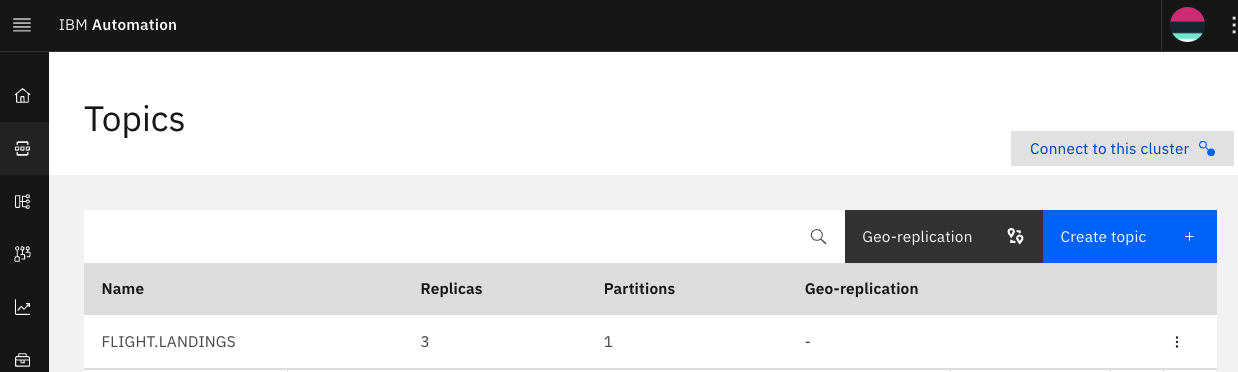 IBM Automation
Topics
Connect to this cluster
Geo-replication
Create topic +
Name Replicas Partitions Geo-replication
FLIGHT.LANDINGS 3 1 -